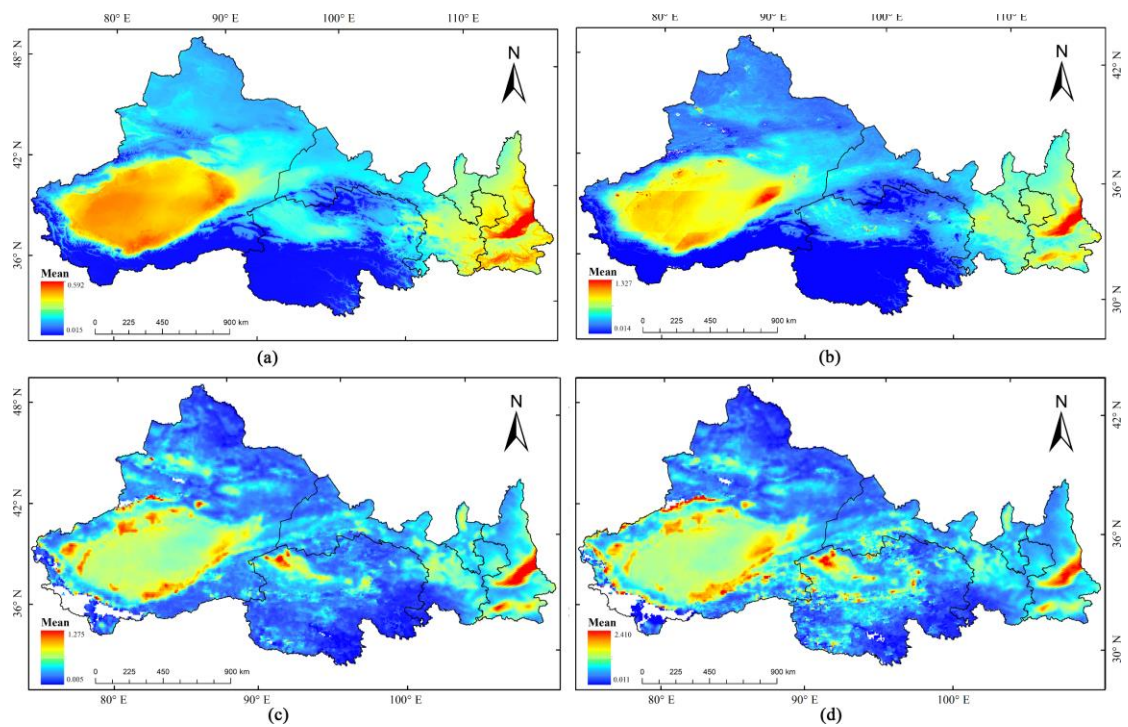 80° E 90° E 100° E 110° E
80° E 90° E 100° E 110° E
48° N
42° N
36° N
N
Mean
0.592
0.015
0 225 450 900 km
(a)
N
Mean
1.527
0.014
0 225 450 900 km
42° N
36° N
30° N
(b)
48° N
42° N
36° N
N
Mean
1.275
0.005
0 225 450 900 km
80° E 90° E 100° E
(c)
N
Mean
2.410
0.011
0 225 450 900 km
42° N
36° N
30° N
80° E 90° E 100° E
(d)